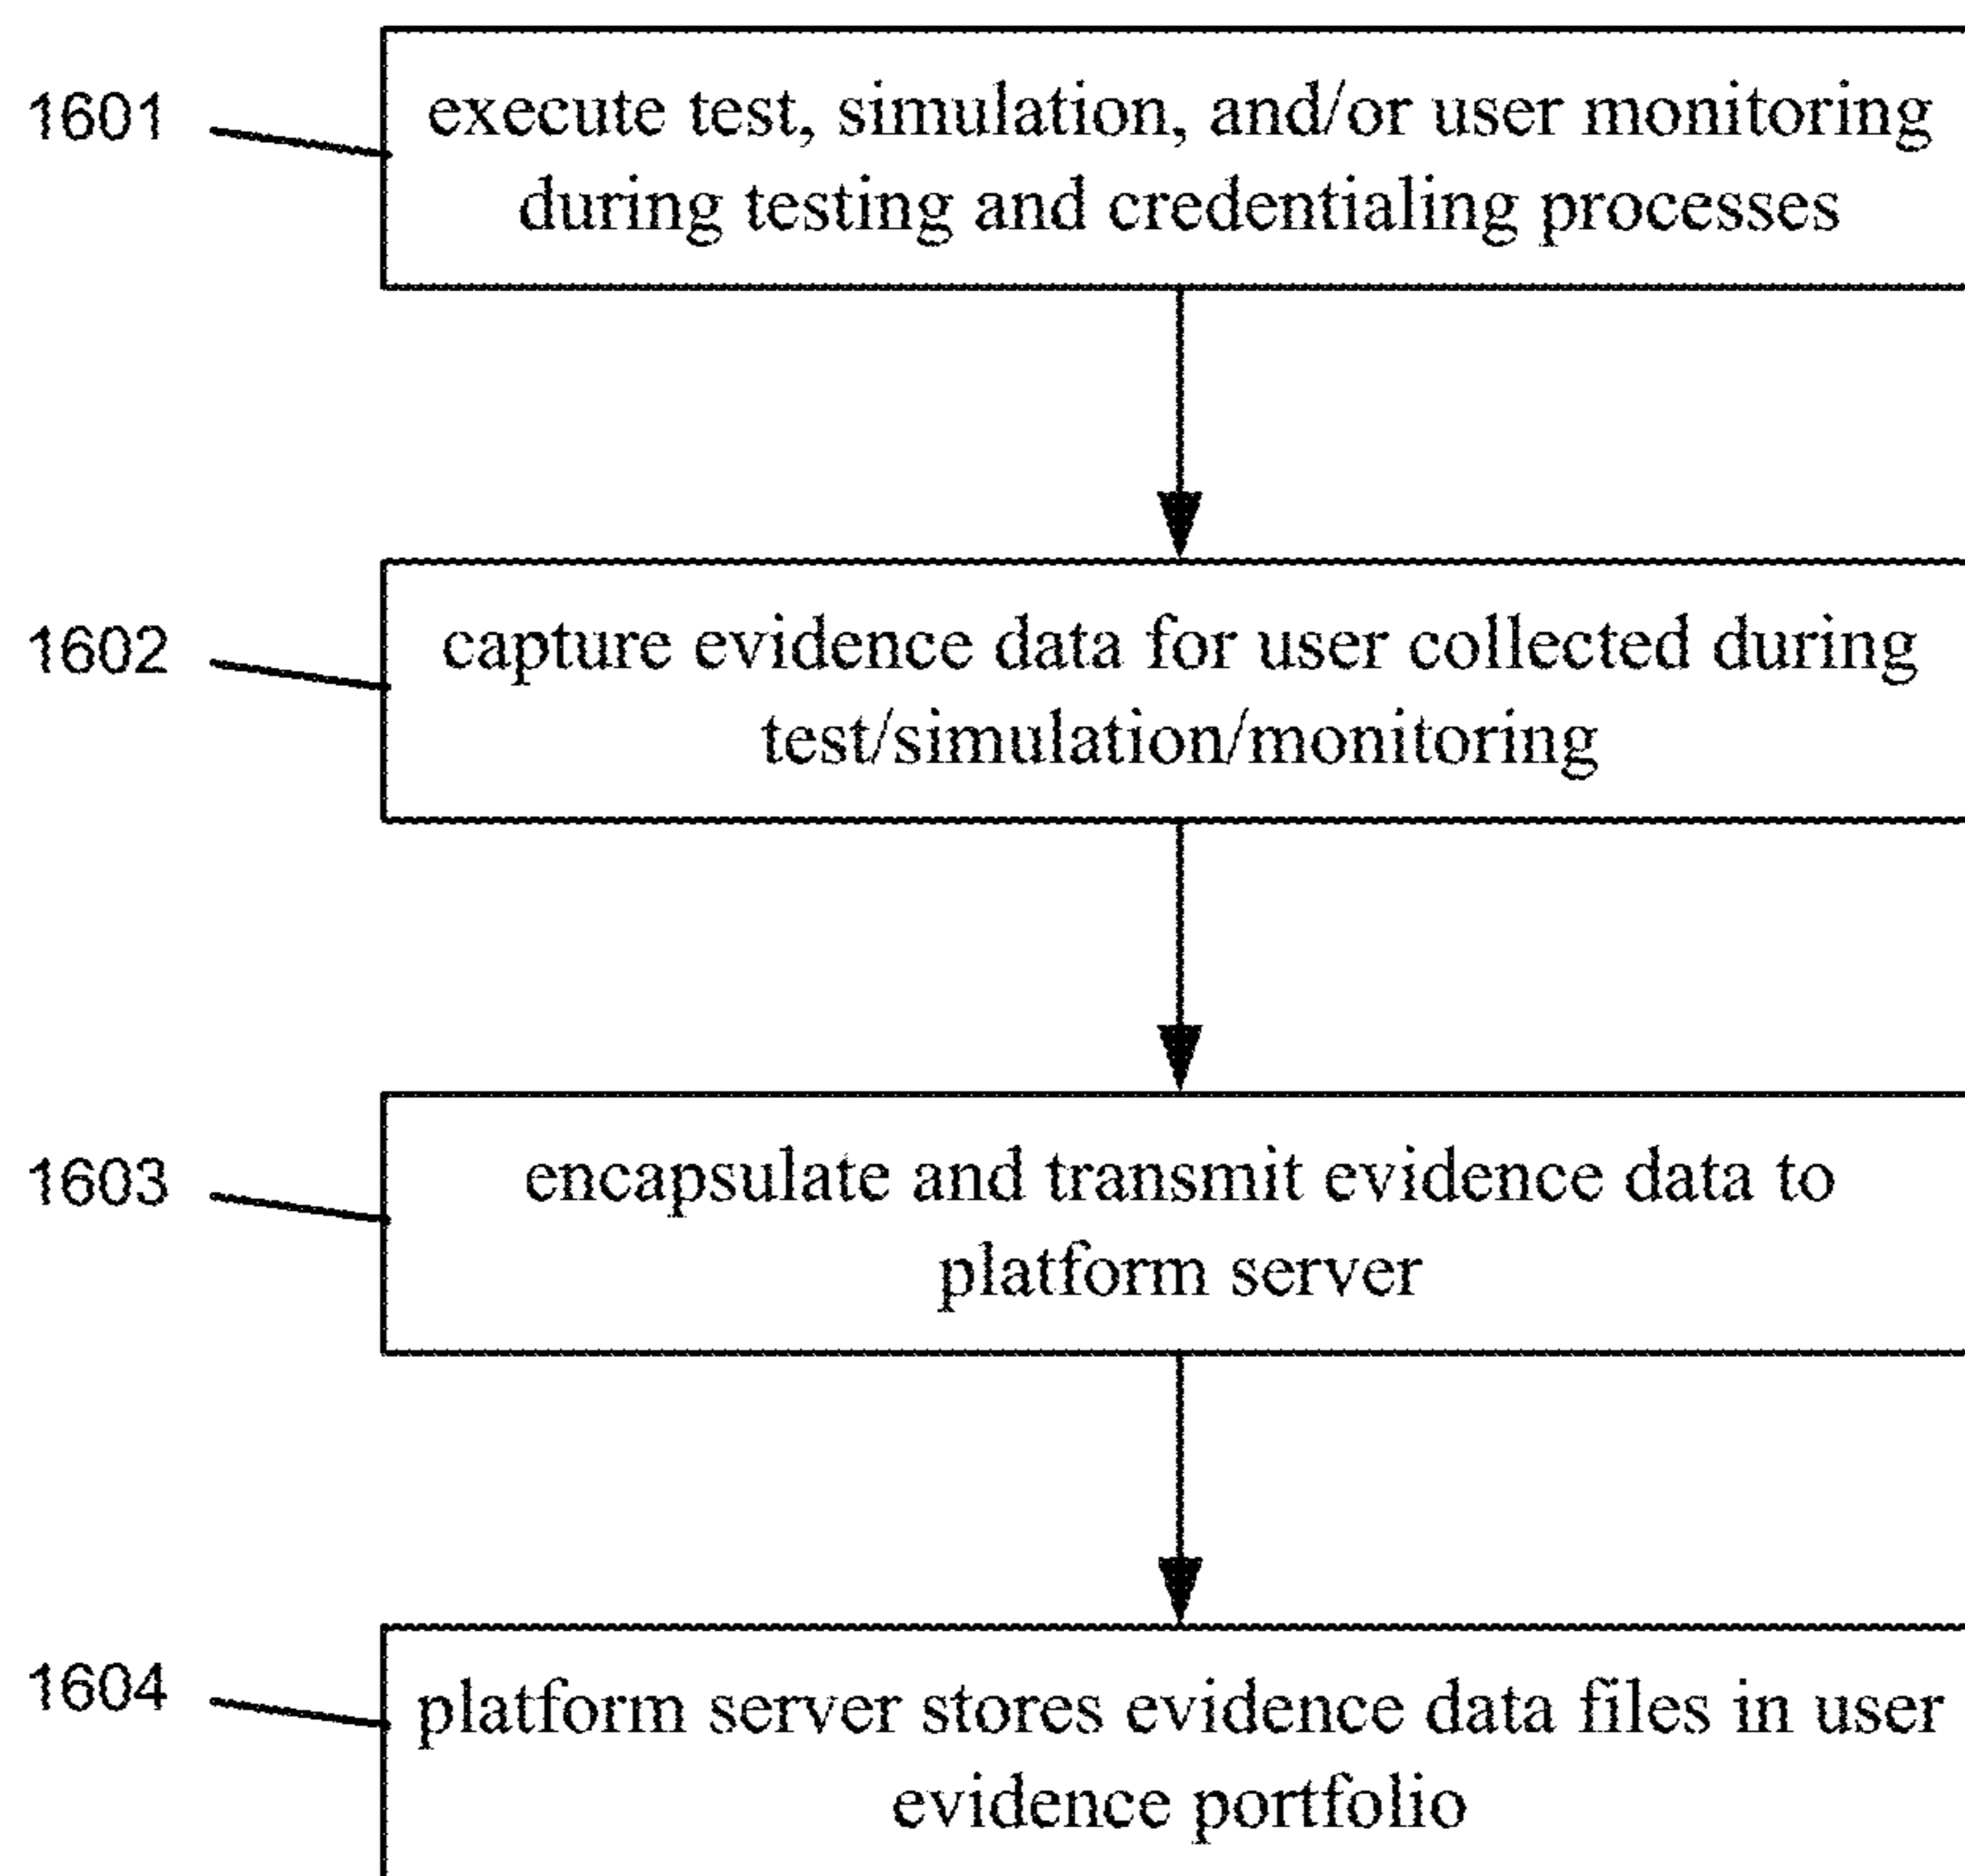 1601
execute test, simulation, and/or user monitoring
during testing and credentialing processes
1602
capture evidence data for user collected during
test/simulation/monitoring
1603
encapsulate and transmit evidence data to
platform server
1604
platform server stores evidence data files in user
evidence portfolio